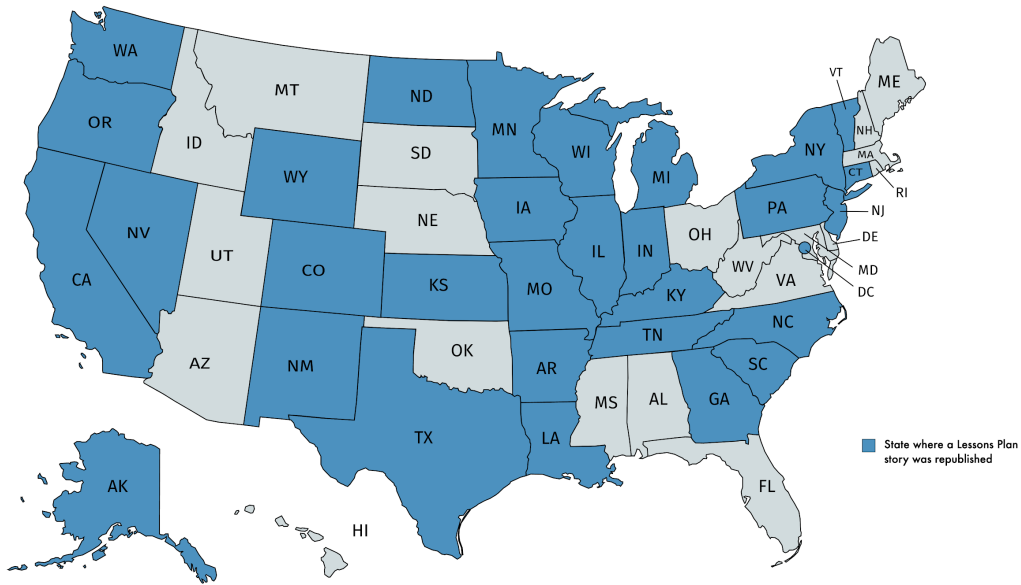 WA
MT
ND
MN
VT
ME
OR
ID
SD
WI
MI
NY
NH
MA
CT
RI
WY
NE
IA
PA
NJ
NV
UT
CO
KS
MO
IL
IN
OH
WV
VA
DE
MD
DC
CA
KY
NC
TN
AZ
NM
OK
AR
SC
MS
AL
GA
TX
LA
State where a Lessons Plan
story was republished
AK
FL
HI